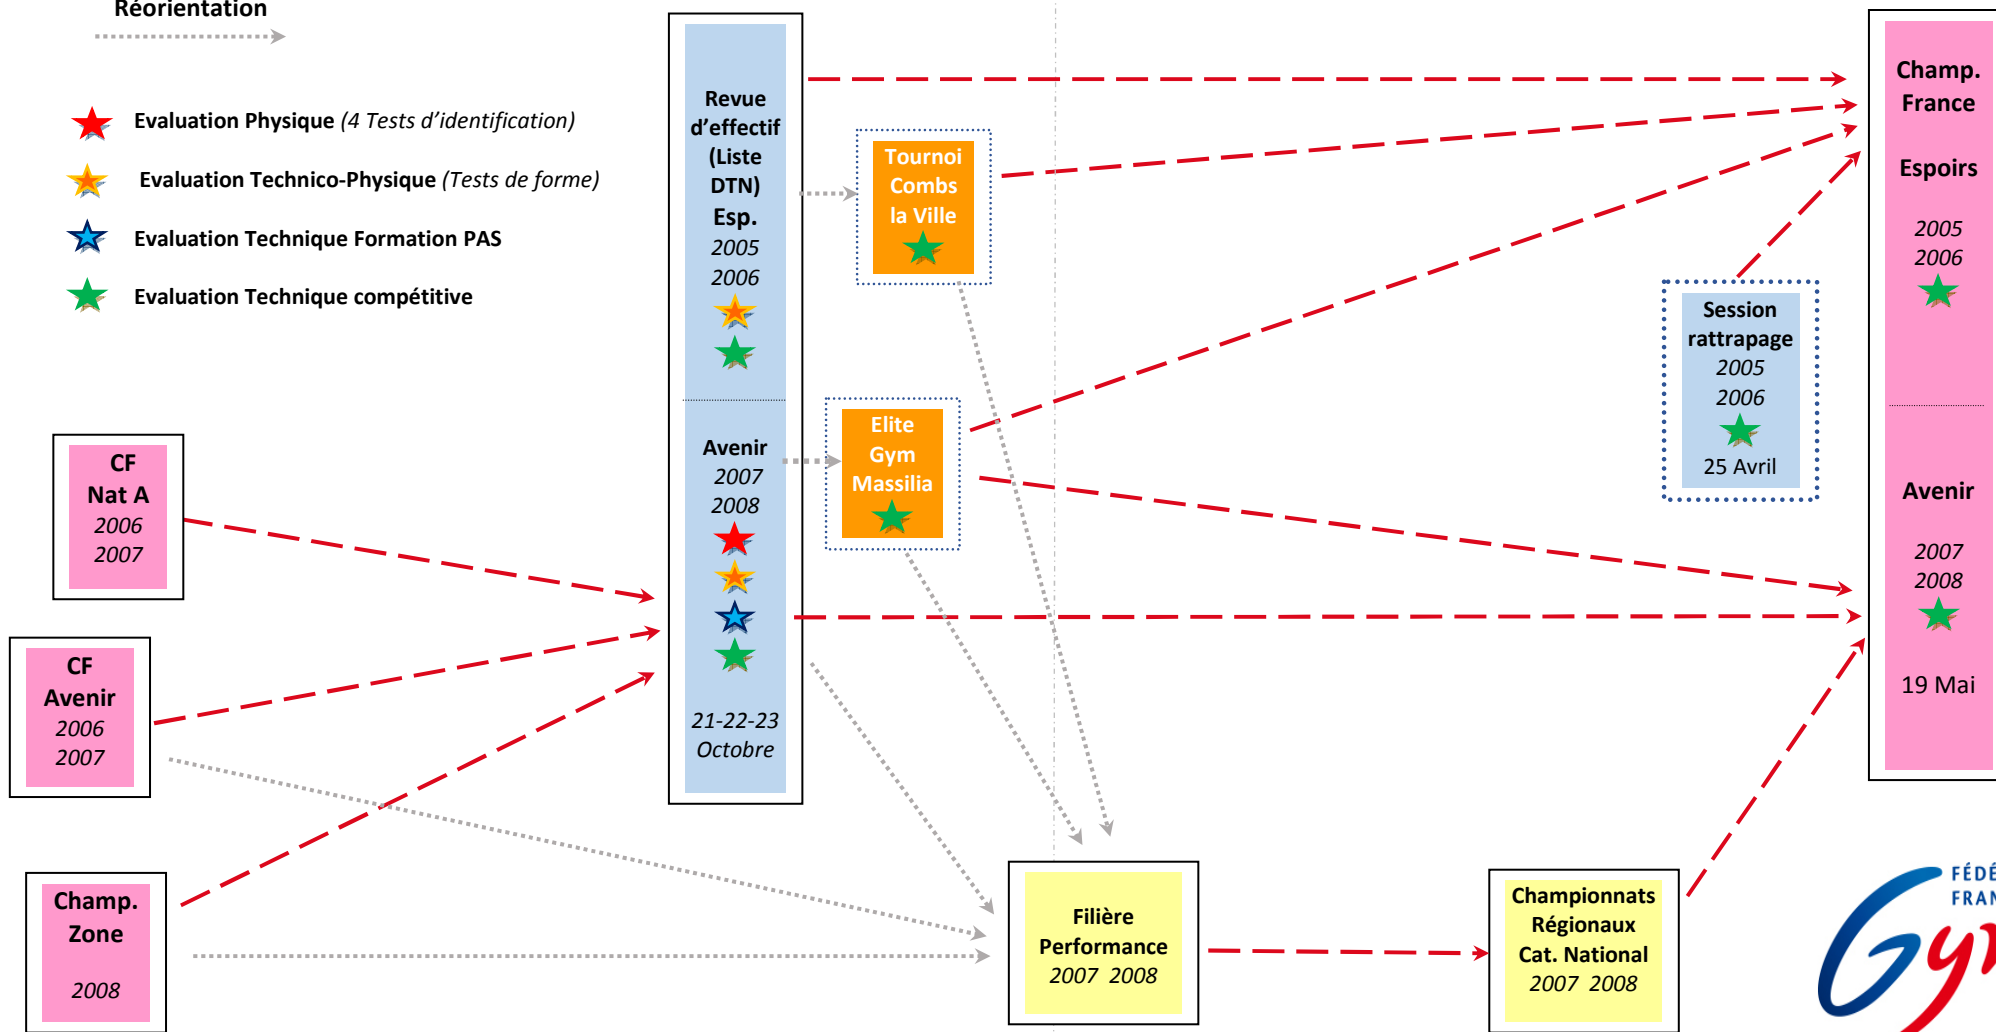 Réorientation
Evaluation Physique (4 Tests d'identification)
Evaluation Technico-Physique (Tests de forme)
Evaluation Technique Formation PAS
Evaluation Technique compétitive
CF
Nat A
2006
2007
CF
Avenir
2006
2007
Champ.
Zone
2008
Revue
d'effectif
(Liste
DTN)
Esp.
2005
2006
Avenir
2007
2008
21-22-23
Octobre
Tournoi
Combs
la Ville
Elite
Gym
Massilia
Filière
Performance
2007 2008
Championnats
Régionaux
Cat. National
2007 2008
Session
rattrapage
2005
2006
25 Avril
Champ.
France
Espoirs
2005
2006
Avenir
2007
2008
19 Mai
FÉDÉ
FRAN
Gy